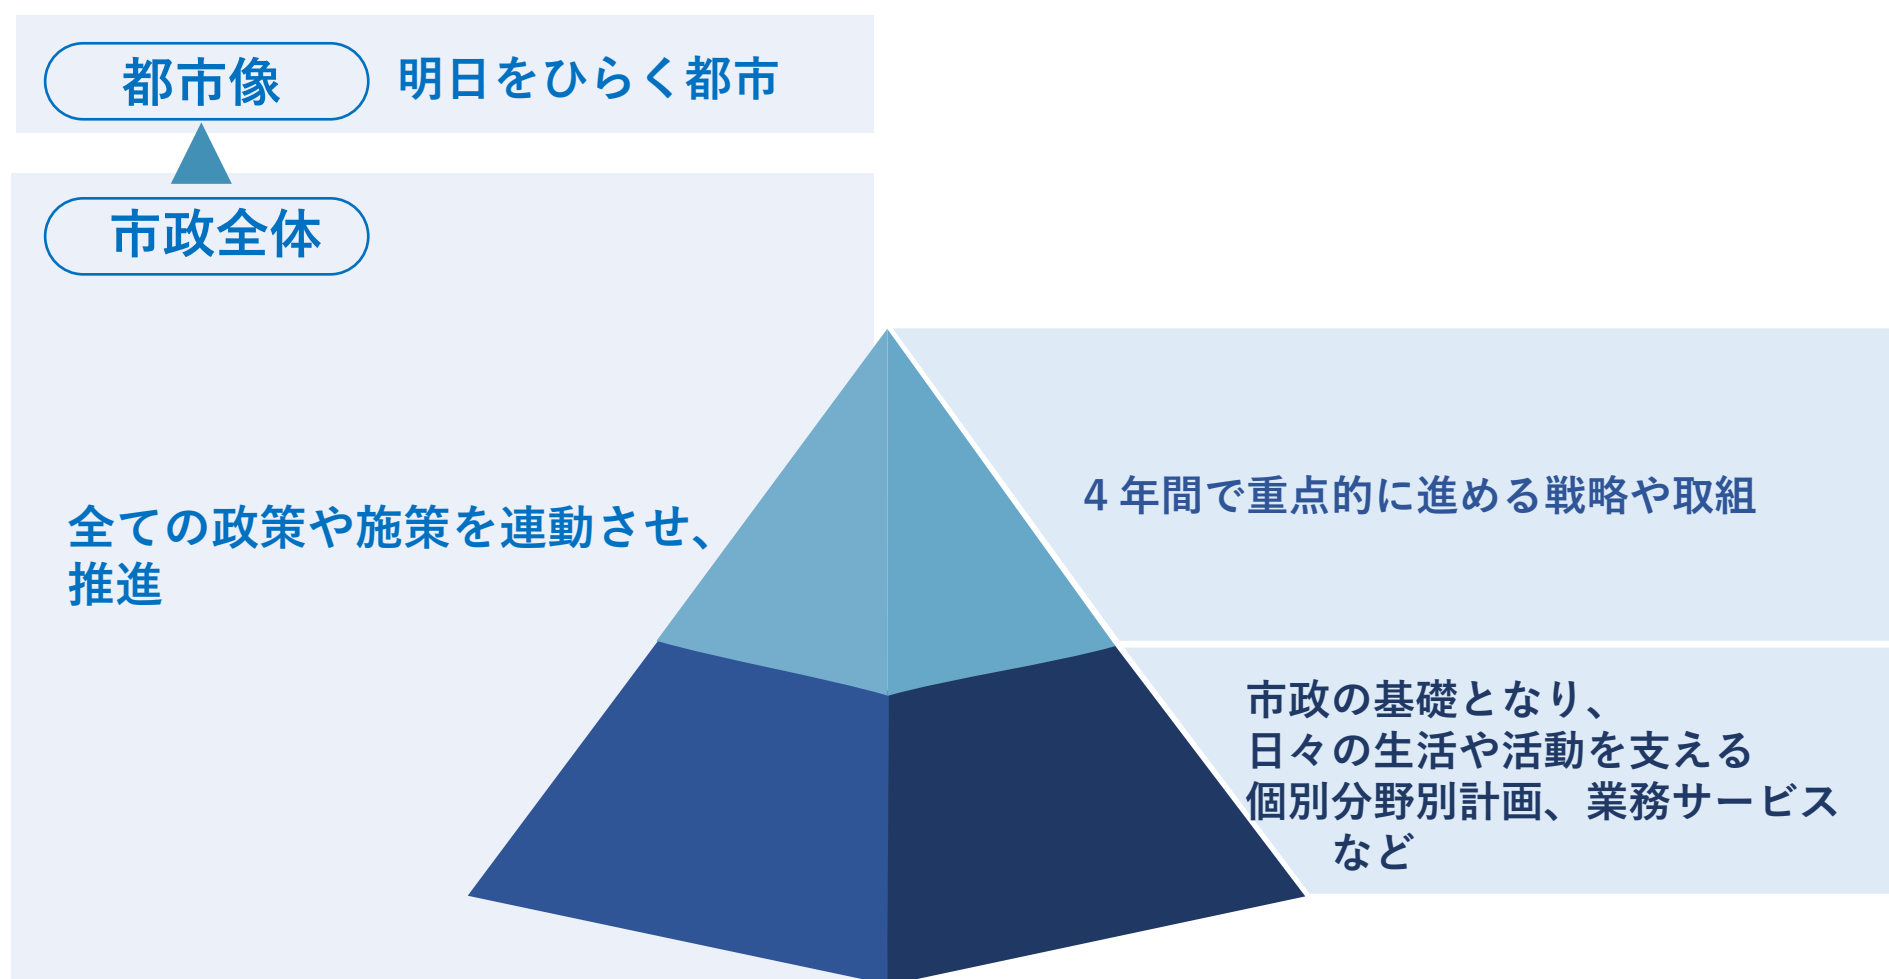 都市像
明日をひらく都市
市政全体
全ての政策や施策を連動させ、
推進
4年間で重点的に進める戦略や取組
市政の基礎となり、
日々の生活や活動を支える
個別分野別計画、業務サービス
など